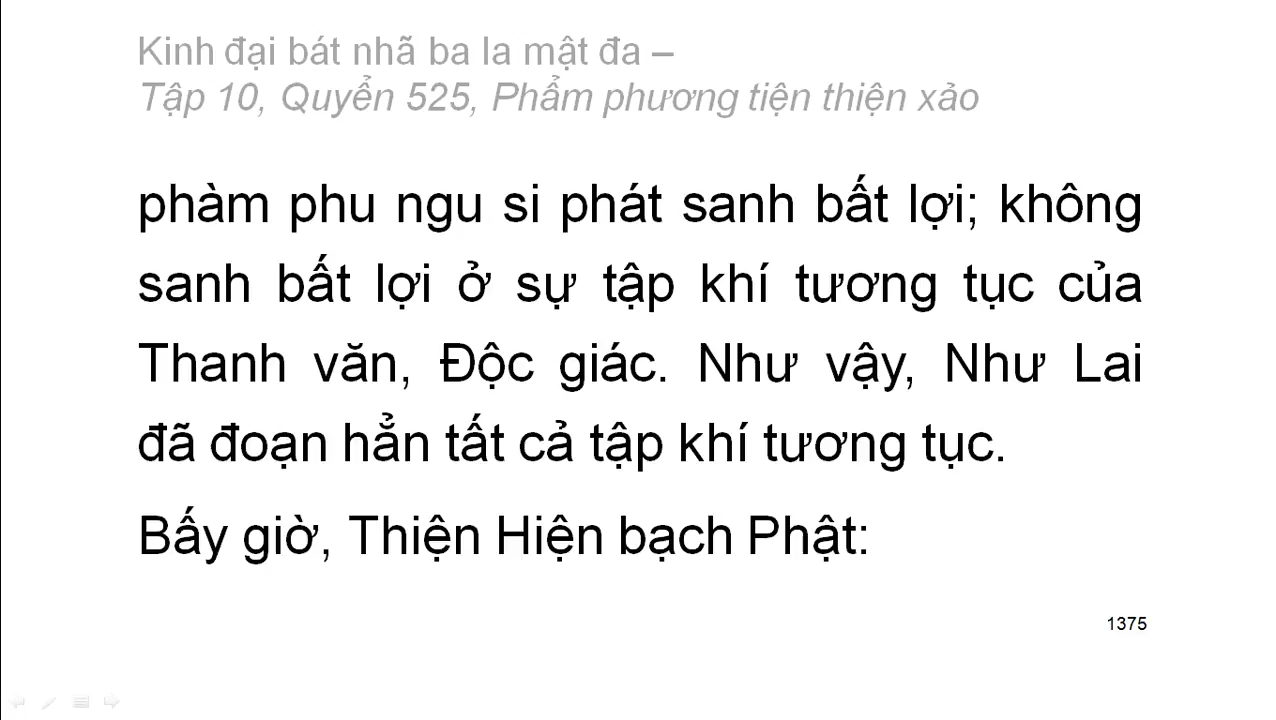 Kinh đại bát nhã ba la mật đa –
Tập 10, Quyển 525, Phẩm phương tiện thiện xảo
phàm phu ngu si phát sanh bất lợi; không
sanh bất lợi ở sự tập khí tương tục của
Thanh văn, Độc giác. Như vậy, Như Lai
đã đoạn hẳn tất cả tập khí tương tục.
Bấy giờ, Thiện Hiện bạch Phật:
1375